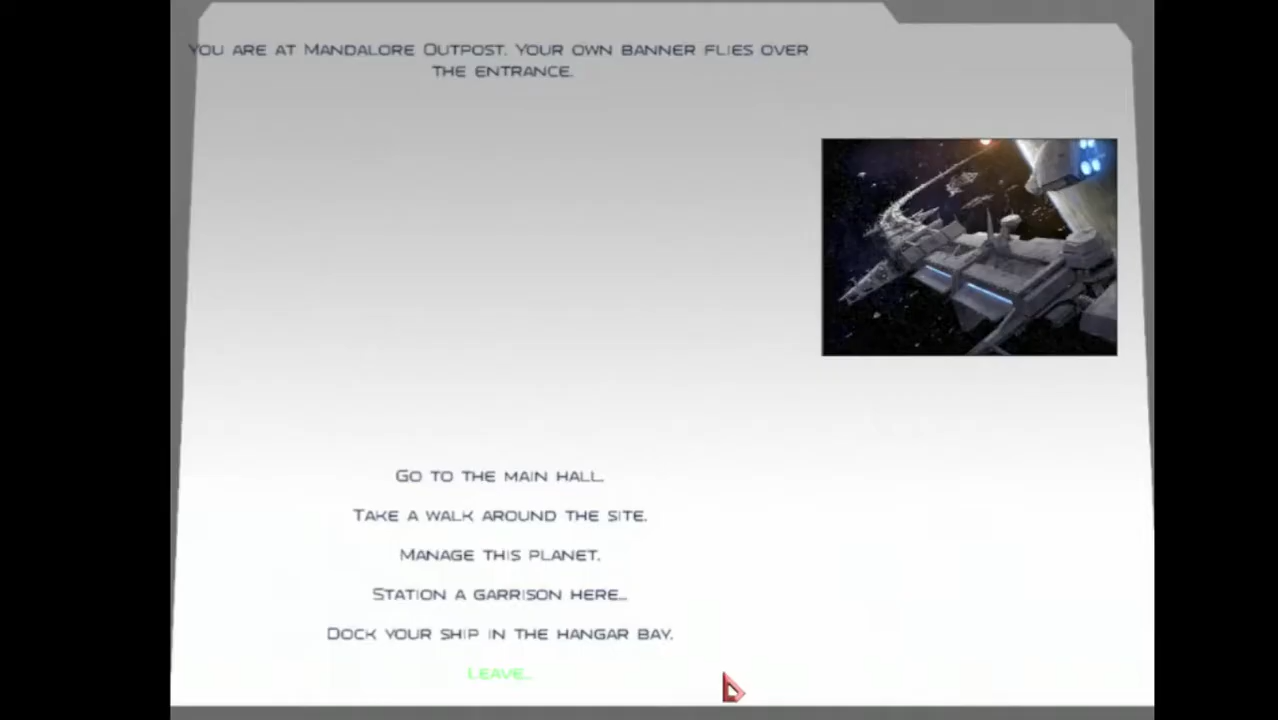 You are at Mandalore Outpost. Your own banner flies over
the entrance.
Go to the main hall.
Take a walk around the site.
Manage this planet.
Station a garrison here...
Dock your ship in the hangar bay.
Leave...